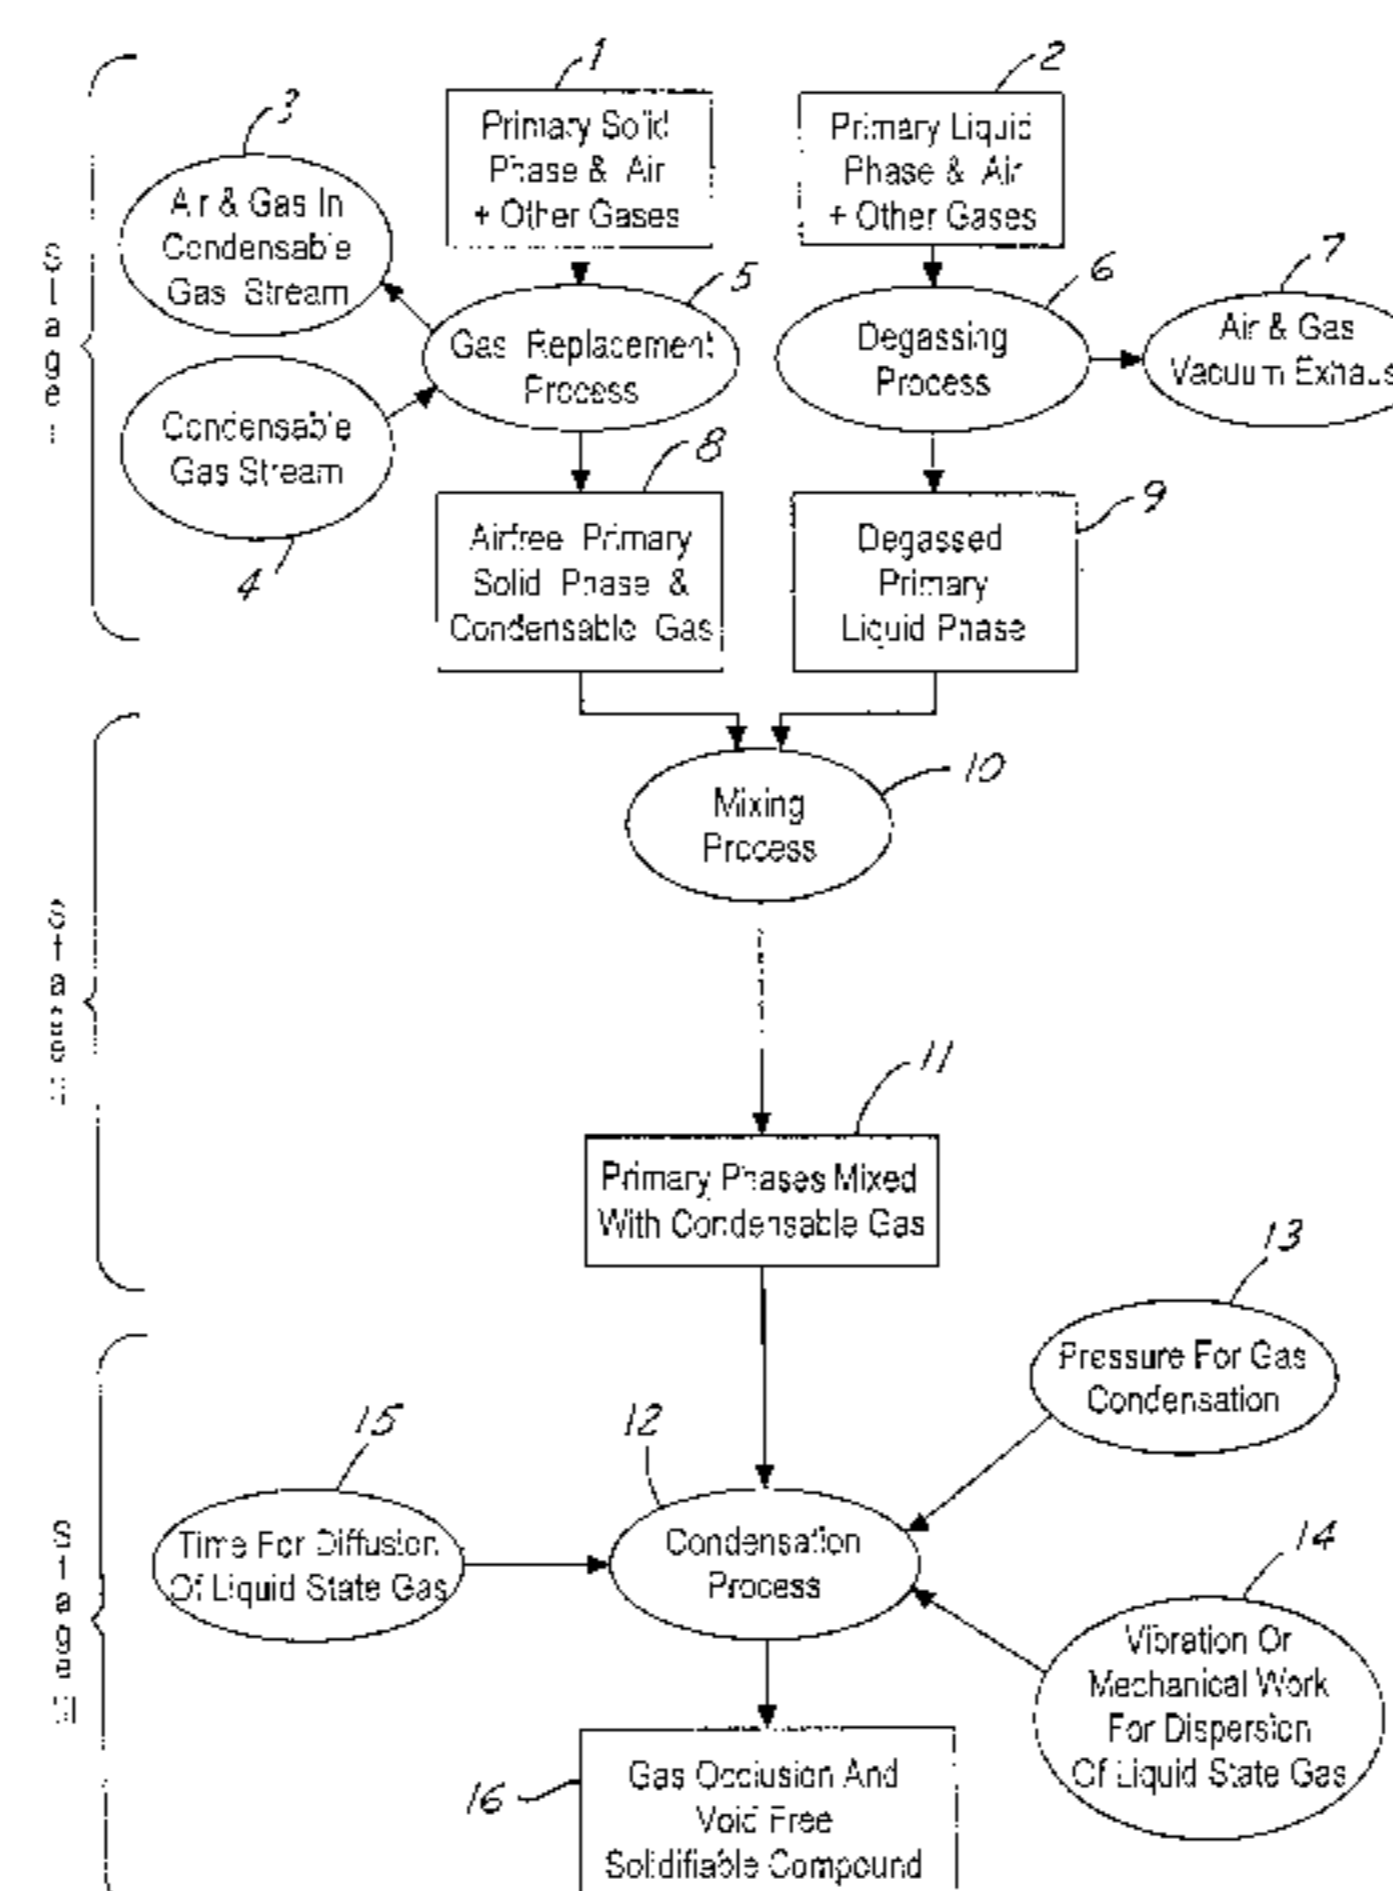 1
Primary Solid
Phase & Air
+ Other Gases
2
Primary Liquid
Phase & Air
+ Other Gases
3
Air & Gas In
Condensable
Gas Stream
Stage I
5
Gas Replacement
Process
6
Degassing
Process
7
Air & Gas
Vacuum Exhaus
Condensable
Gas Stream
4
8
Airfree Primary
Solid Phase &
Condensable Gas
9
Degassed
Primary
Liquid Phase
10
Mixing
Process
Stage II
11
Primary Phases Mixed
With Condensable Gas
13
Pressure For Gas
Condensation
15
Time For Diffusion
Of Liquid State Gas
12
Condensation
Process
14
Vibration Or
Mechanical Work
For Dispersion
Of Liquid State Gas
Stage III
16
Gas Occlusion And
Void Free
Solidifiable Compound